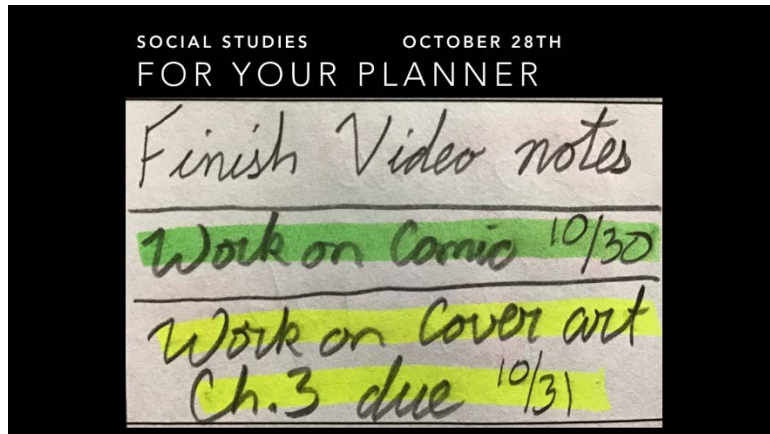 SOCIAL STUDIES OCTOBER 28TH
FOR YOUR PLANNER
Finish Video notes
Work on Comic 10/30
Work on Cover art
Ch.3 due 10/31